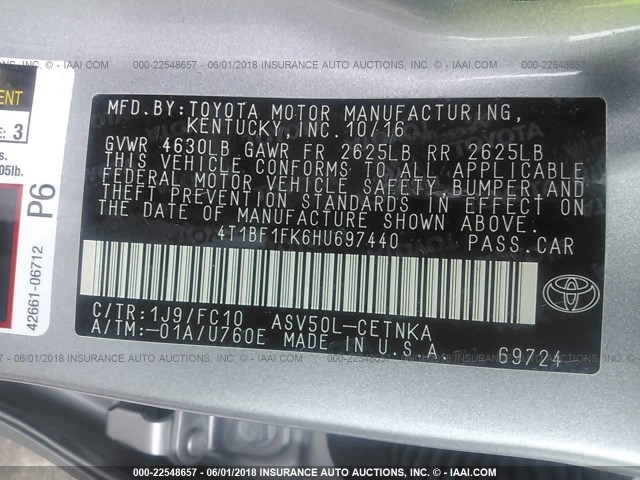 000-22548657 - 06/01/2018 - INSURANCE AUTO AUCTIONS - © - IAAI.COM
ENT
E: 3
s.
05lb.
P6
42661-06712
MFD.BY:TOYOTA MOTOR MANUFACTURING,
KENTUCKY,INC. 10/16
GVWR 4630LB GAWR FR 2625LB RR 2625LB
THIS VEHICLE CONFORMS TO ALL APPLICABLE
FEDERAL MOTOR VEHICLE SAFETY,BUMPER,AND
THEFT PREVENTION STANDARDS IN EFFECT ON
THE DATE OF MANUFACTURE SHOWN ABOVE.
4T1BF1FK6HU697440 PASS.CAR
C/TR:1J9/FC10 ASV50L-CETNKA
A/TM:-01A/U760E MADE IN U.S.A
69724
TOYOTA
000-22548657 - 06/01/2018 - INSURANCE AUTO AUCTIONS - © - IAAI.COM